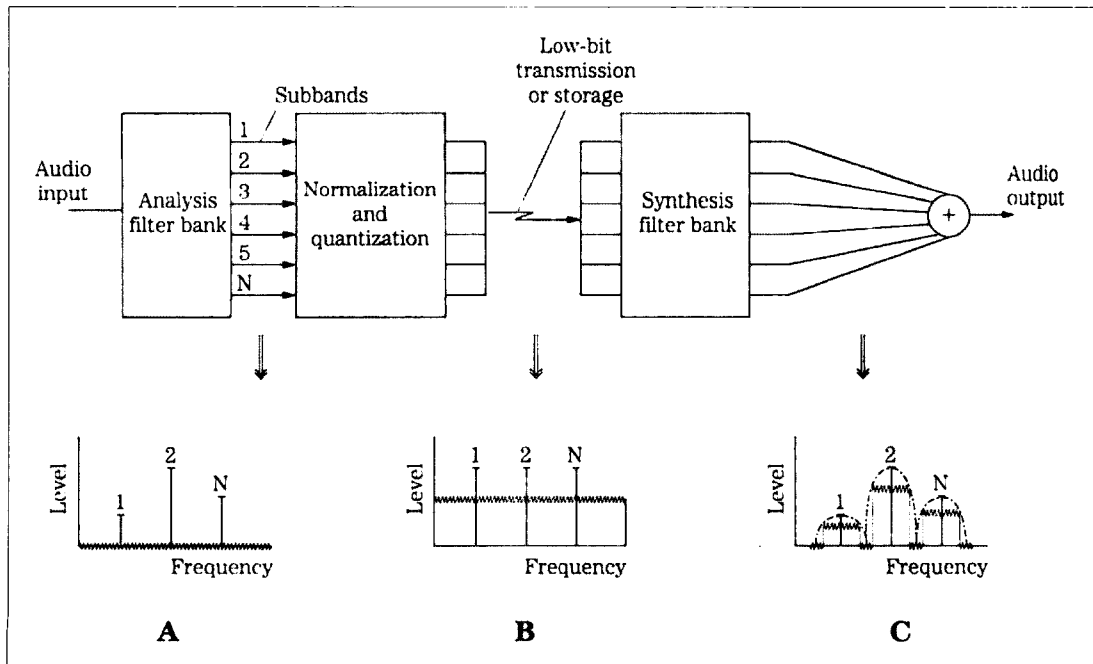 Low-bit
transmission
or storage
Subbands
Audio
input
Analysis
filter bank
1
2
3
4
5
N
Normalization
and
quantization
Synthesis
filter bank
+
Audio
output
Level
1
2
N
Frequency
A
Level
1
2
N
Frequency
B
Level
1
2
N
Frequency
C